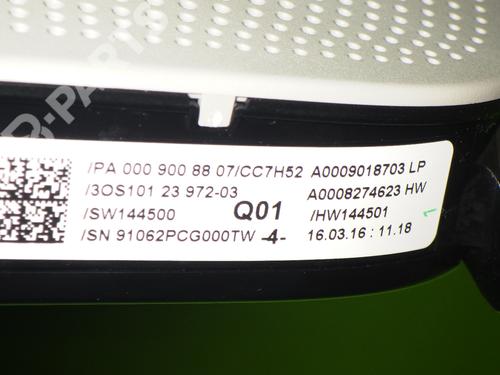 /PA 000 900 88 07/CC7H52 A0009018703 LP
/3OS101 23 972-03 A0008274623 HW
/SW144500 Q01 /HW144501
/SN 91062PCG000TW -4- 16.03.16 : 11.18
B-PARTS